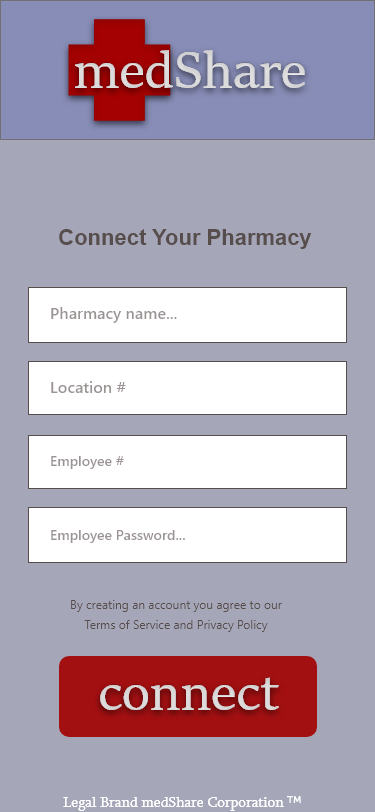 medShare
Connect Your Pharmacy
Pharmacy name...
Location #
Employee #
Employee Password...
By creating an account you agree to our
Terms of Service and Privacy Policy
connect
Legal Brand medShare Corporation ™